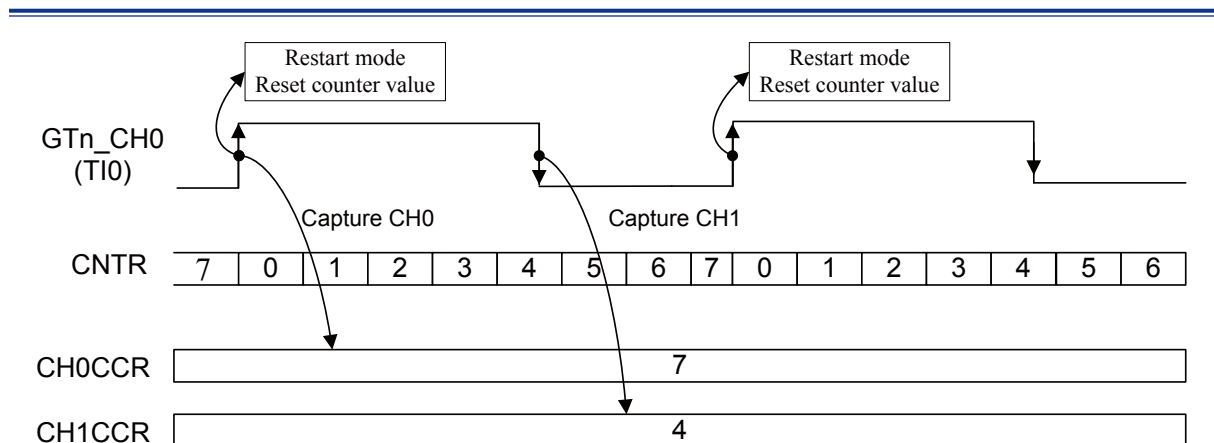 Restart mode
Reset counter value
Restart mode
Reset counter value
GTn_CH0
(TI0)
Capture CH0
Capture CH1
CNTR 7 0 1 2 3 4 5 6 7 0 1 2 3 4 5 6
CH0CCR 7
CH1CCR 4